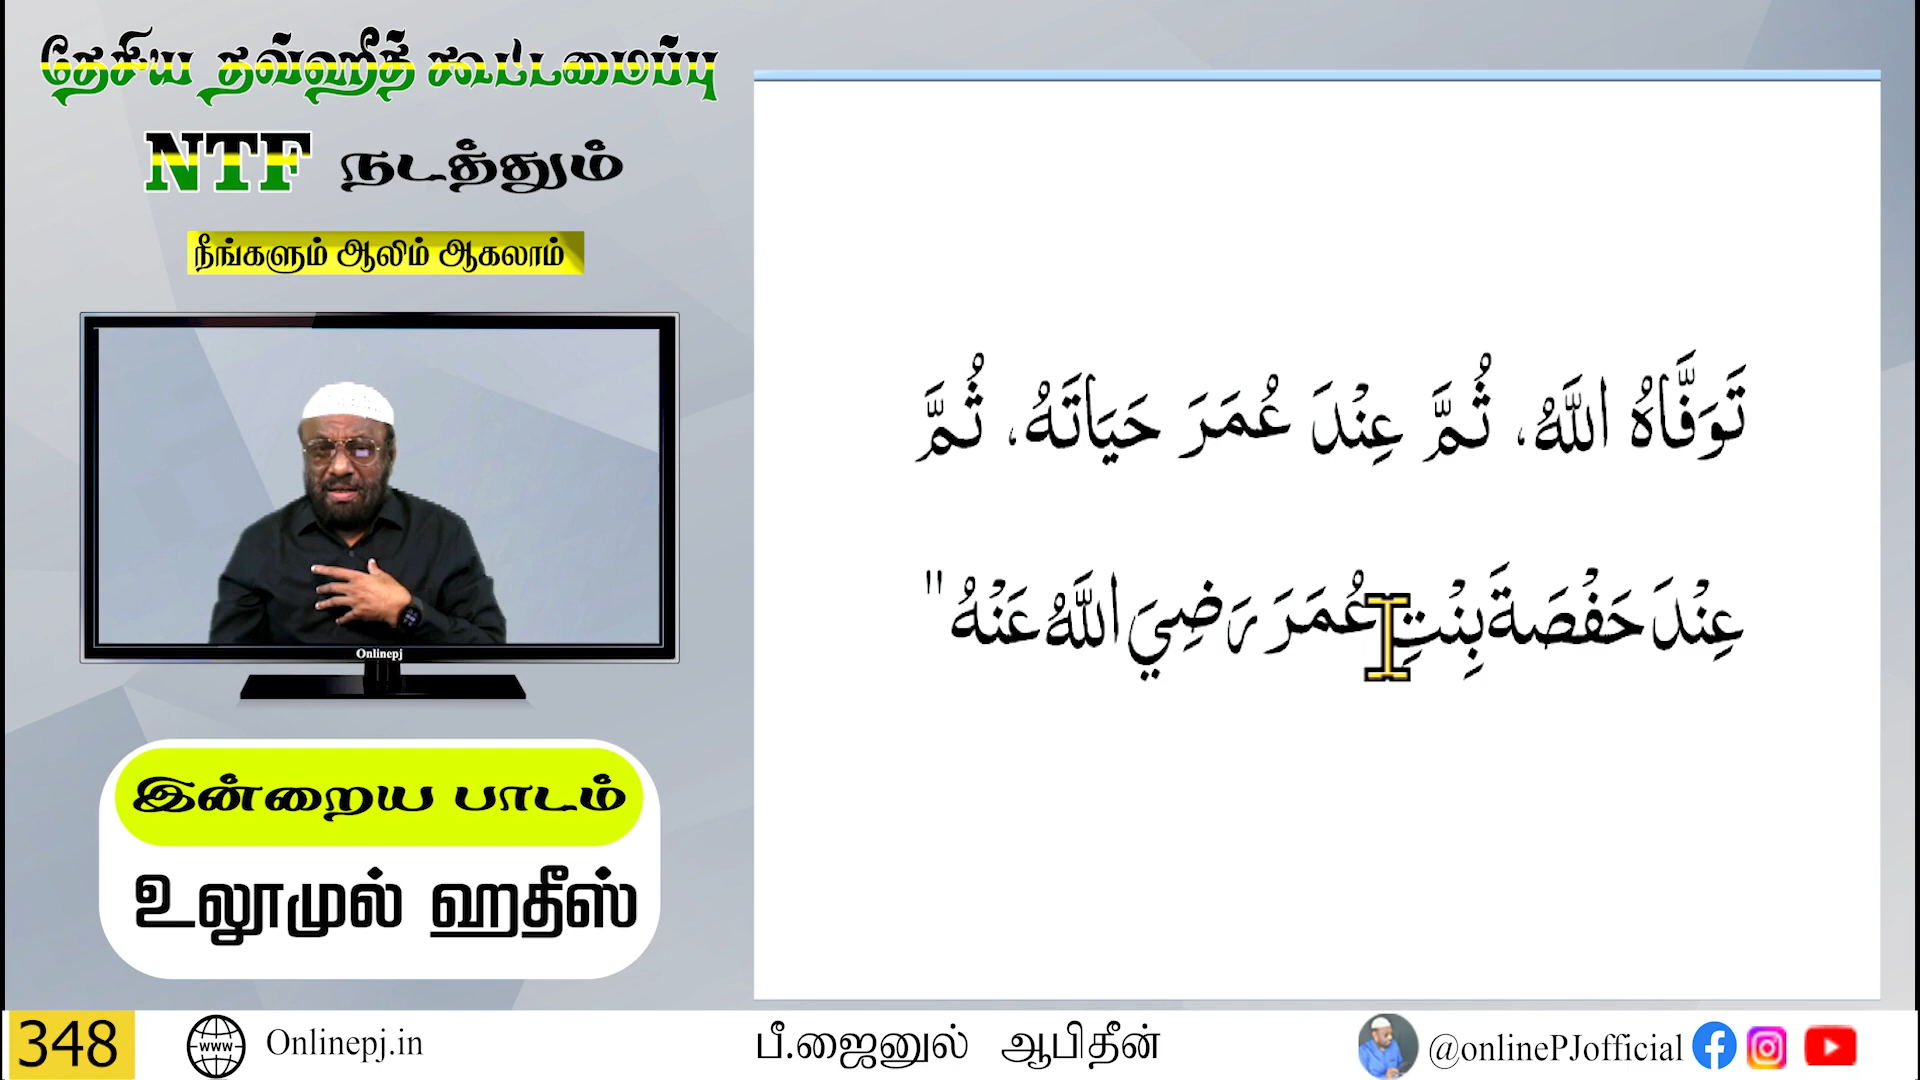 தேசிய தவ்ஹீத் கூட்டமைப்பு
NTF நடத்தும்
நீங்களும் ஆலிம் ஆகலாம்
Onlinepj
இன்றைய பாடம்
உலூமுல் ஹதீஸ்
تَوَفَّاهُ اللَّهُ، ثُمَّ عِنْدَ عُمَرَ حَيَاتَهُ، ثُمَّ
عِنْدَ حَفْصَةَ بِنْتِ عُمَرَ رَضِيَ اللَّهُ عَنْهُ "
348
www
Onlinepj.in
பீ.ஜைனுல் ஆபிதீன்
@onlinePJofficial